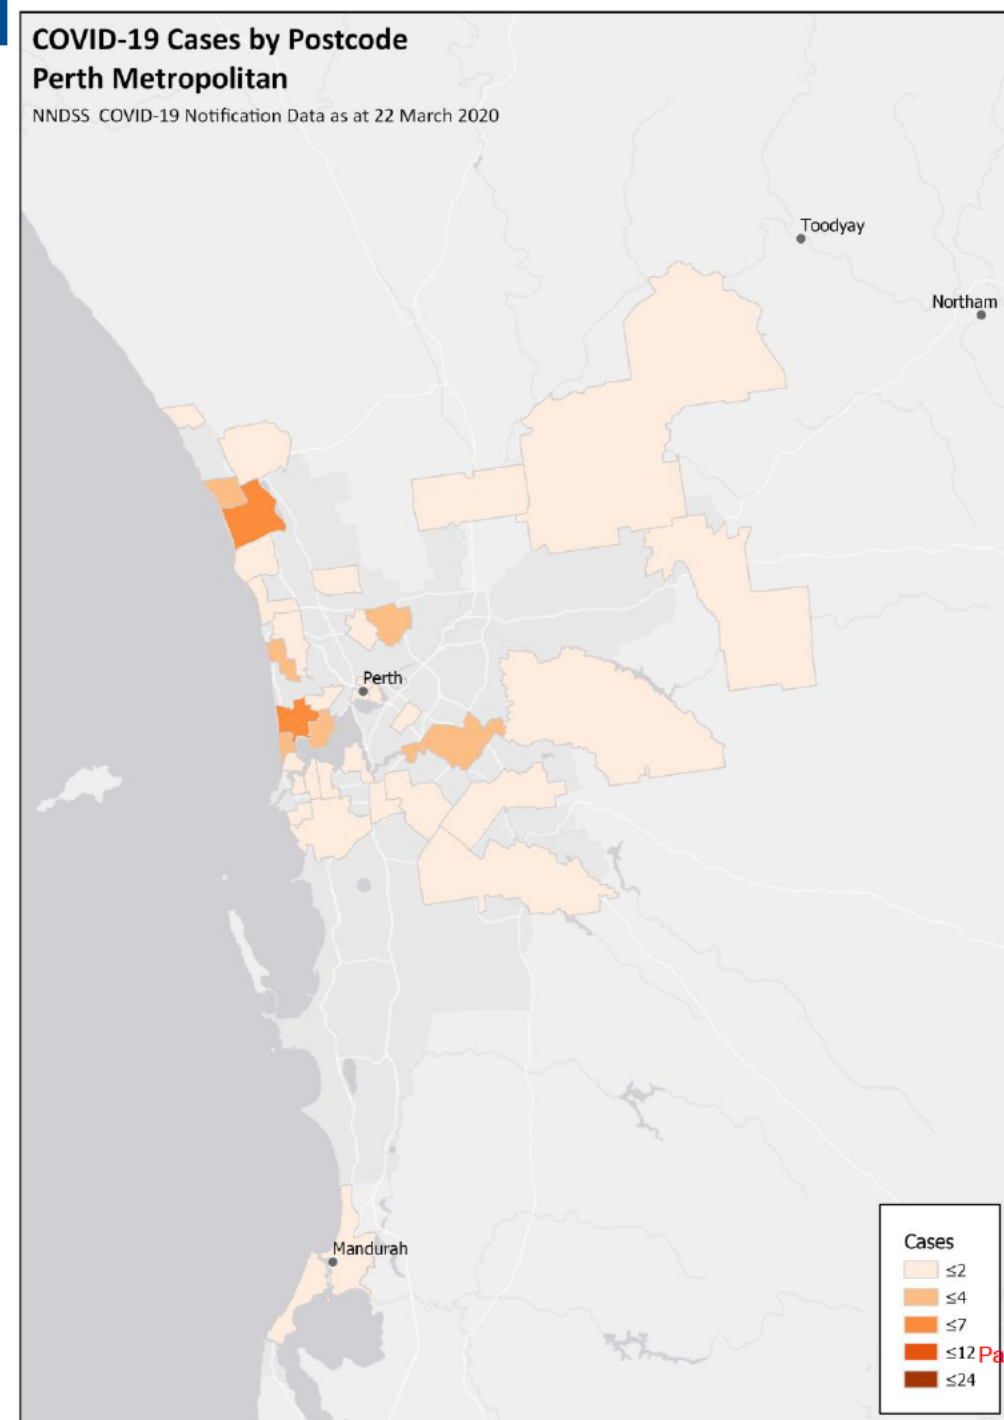 COVID-19 Cases by Postcode
Perth Metropolitan
NNDSS COVID-19 Notification Data as at 22 March 2020
Toodyay
Northam
Perth
Mandurah
Cases
≤2
≤4
≤7
≤12 Pa
≤24